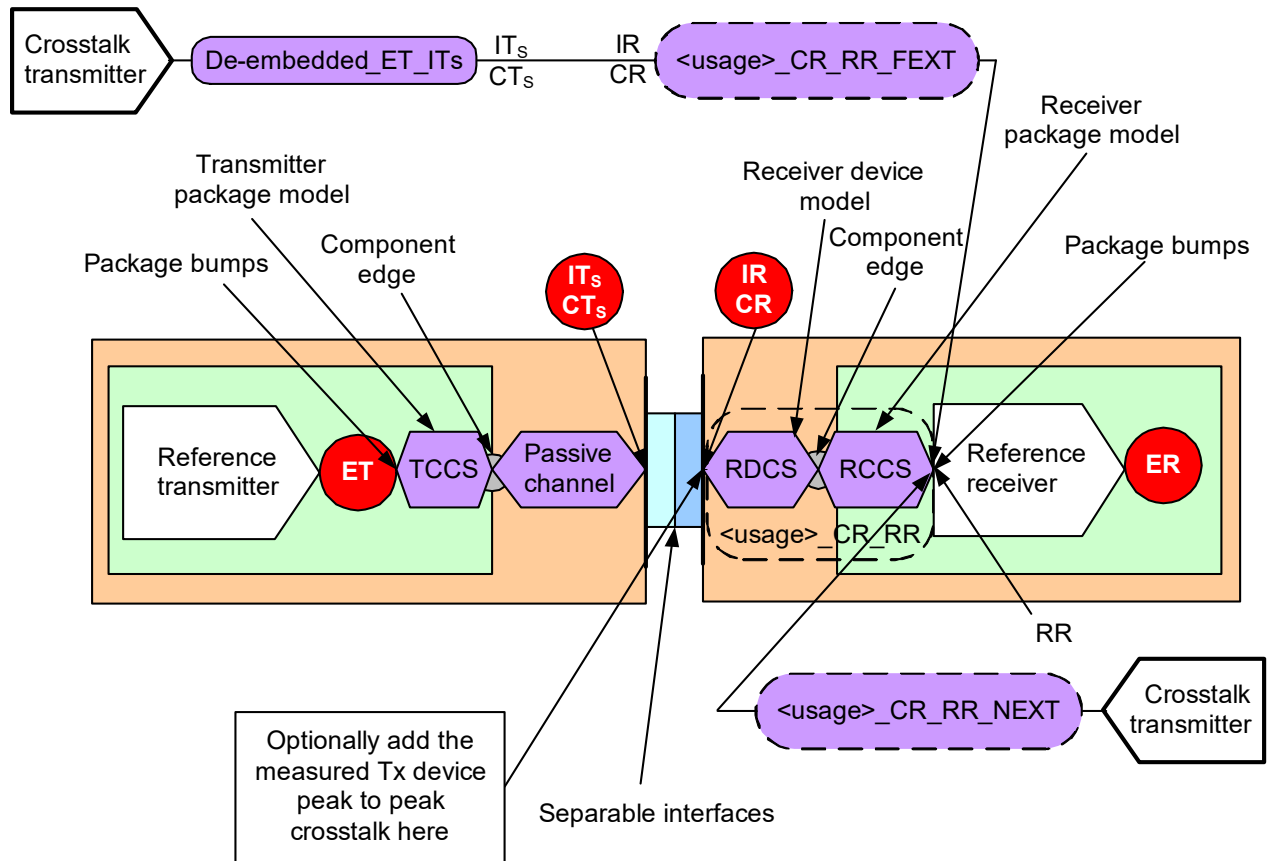 Crosstalk
transmitter
De-embedded_ET_ITs
ITS
CTS
IR
CR
<usage>_CR_RR_FEXT
Receiver
package model
Transmitter
package model
Receiver device
model
Component
edge
Component
edge
Package bumps
Package bumps
ITS
CTS
IR
CR
Reference
transmitter
ET
TCCS
Passive
channel
RDCS
RCCS
Reference
receiver
ER
<usage>_CR_RR
RR
<usage>_CR_RR_NEXT
Crosstalk
transmitter
Optionally add the
measured Tx device
peak to peak
crosstalk here
Separable interfaces